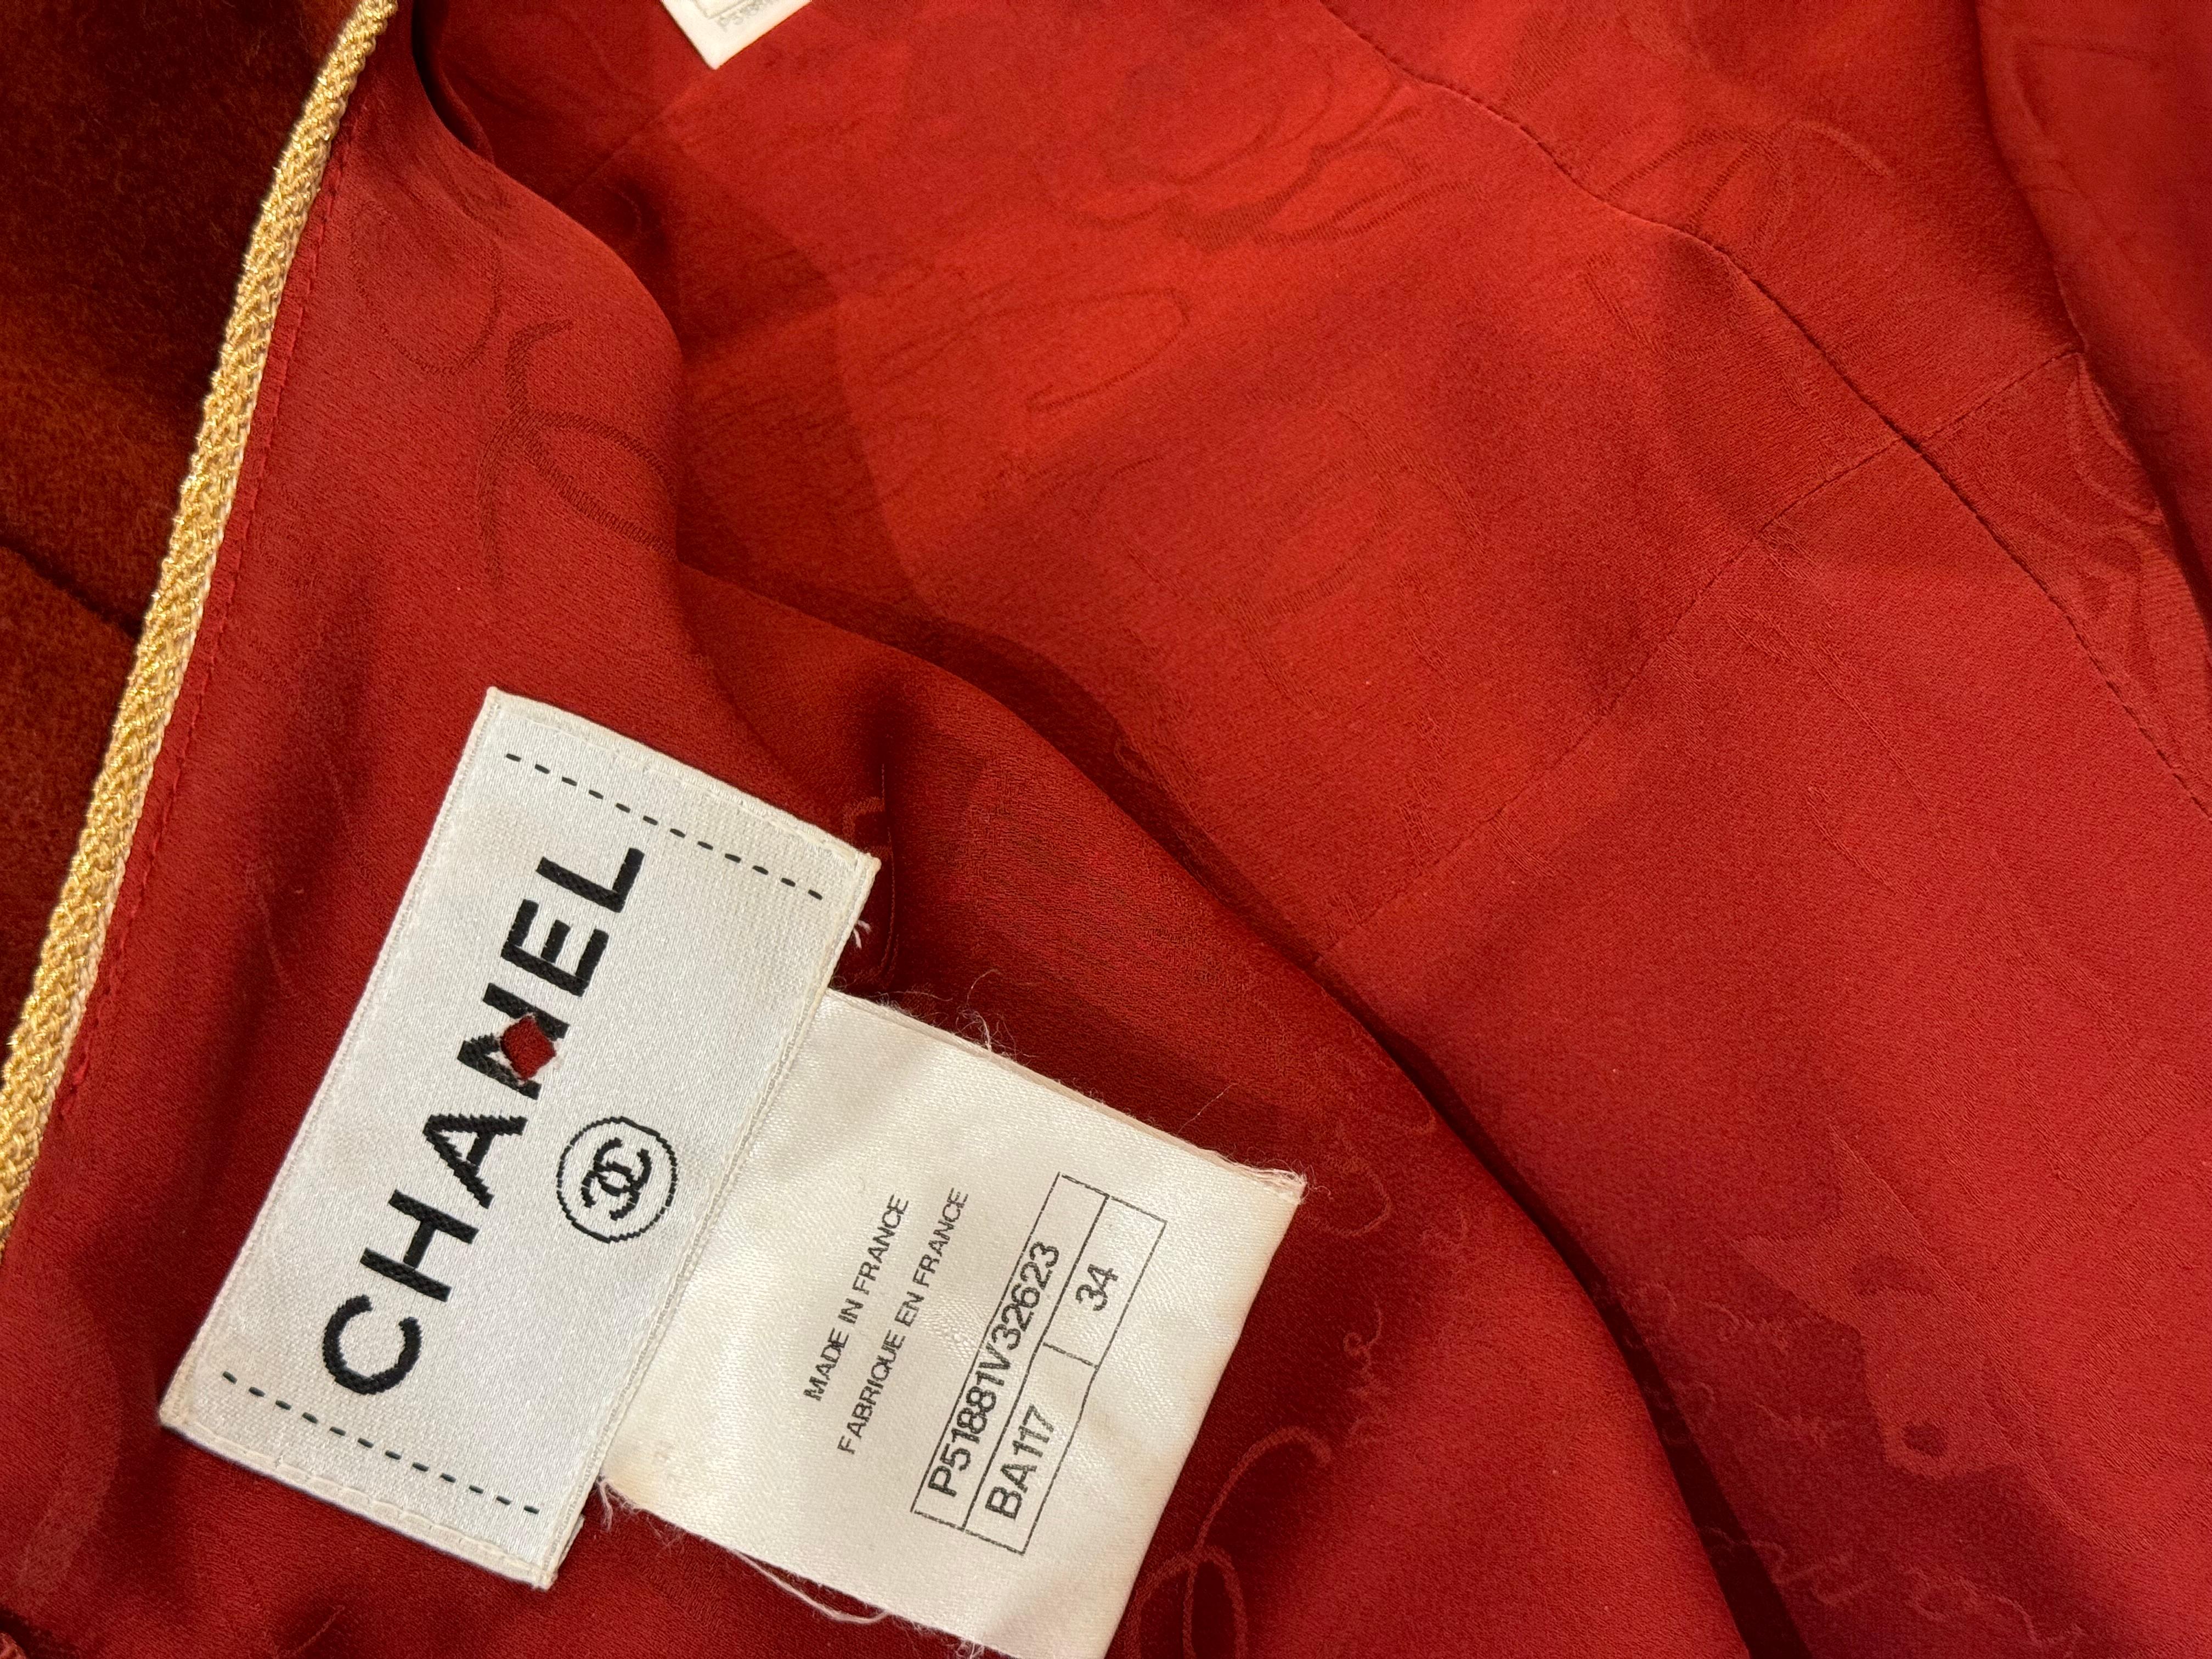 CHANEL
MADE IN FRANCE
FABRIQUE EN FRANCE
P51881V32623
BA117 34